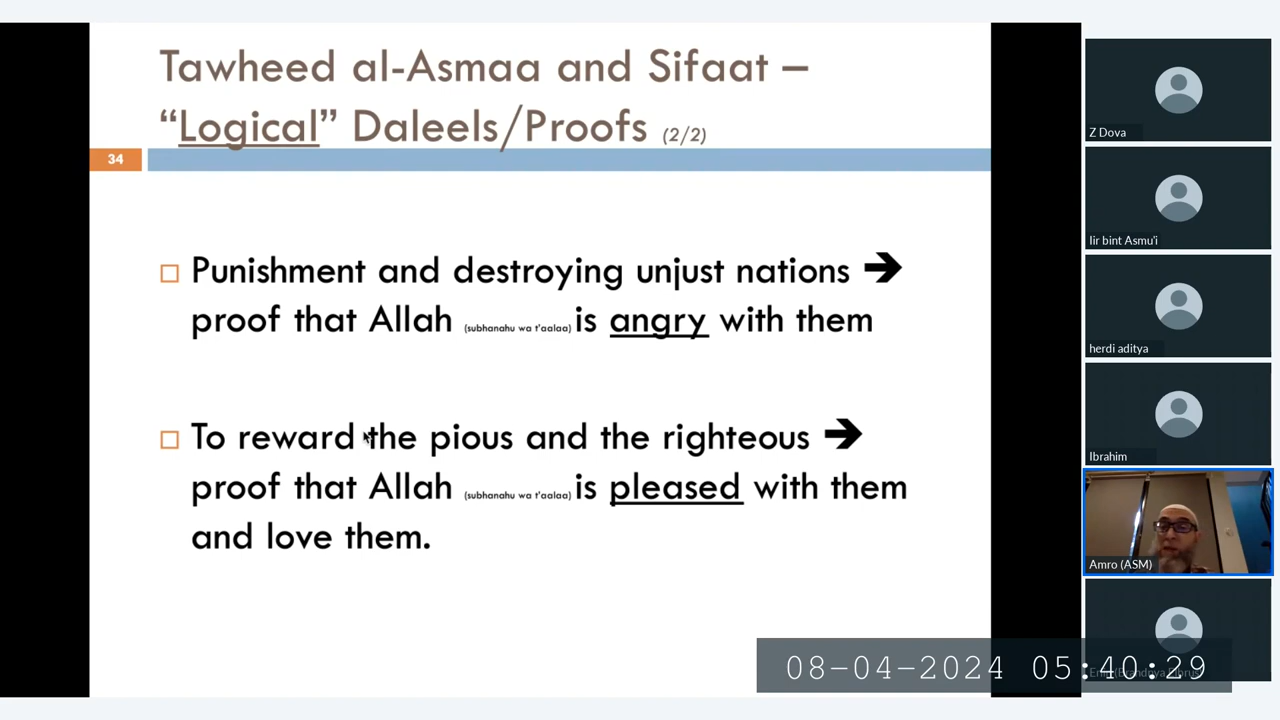 Tawheed al-Asmaa and Sifaat –
“Logical” Daleels/Proofs (2/2)
34
Punishment and destroying unjust nations ➔
proof that Allah (subhanahu wa t'aalaa) is angry with them
To reward the pious and the righteous ➔
proof that Allah (subhanahu wa t'aalaa) is pleased with them
and love them.
Z Dova
Iir bint Asmu'i
herdi aditya
Ibrahim
Amro (ASM)
08-04-2024 05:40:29